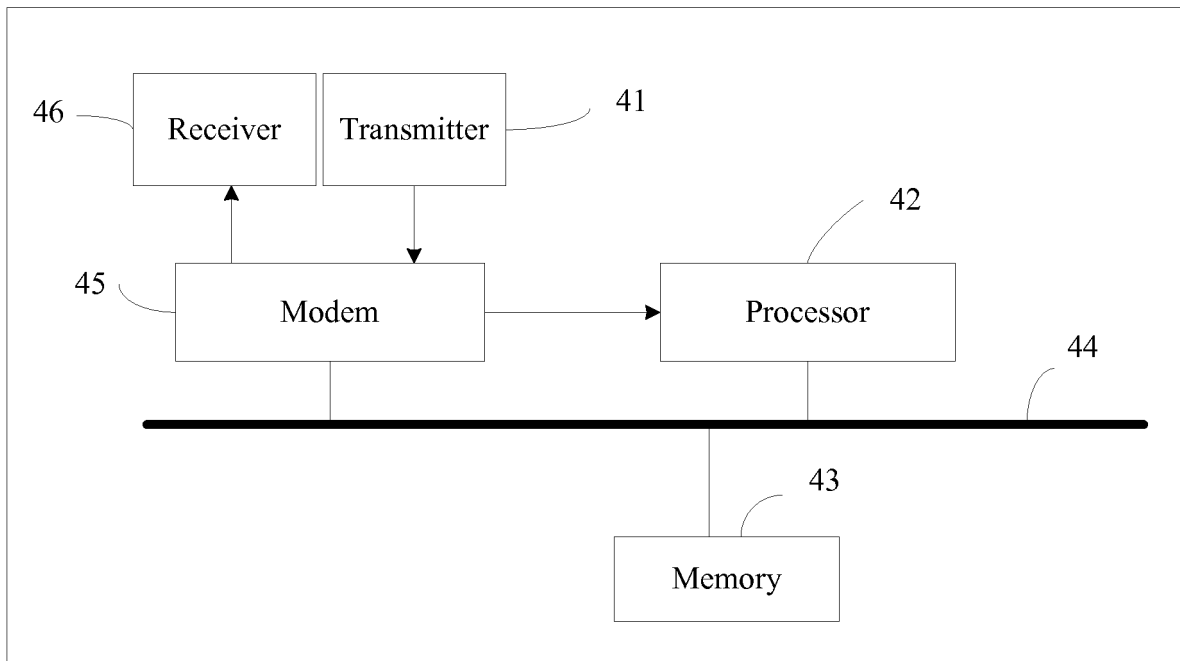 46
Receiver
Transmitter
41
42
45
Modem
Processor
44
43
Memory